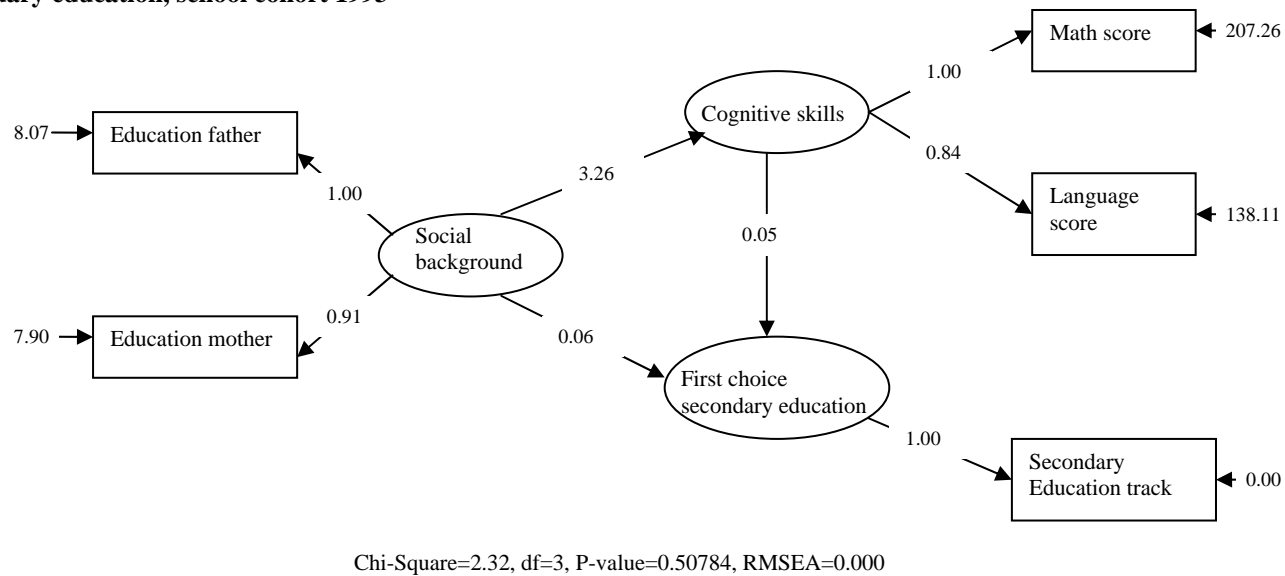 school cohort 1995
Math score
207.26
1.00
Cognitive skills
8.07
Education father
0.84
3.26
1.00
Language
score
138.11
Social
background
0.05
0.91
7.90
Education mother
0.06
First choice
secondary education
1.00
Secondary
Education track
0.00
Chi-Square=2.32, df=3, P-value=0.50784, RMSEA=0.000